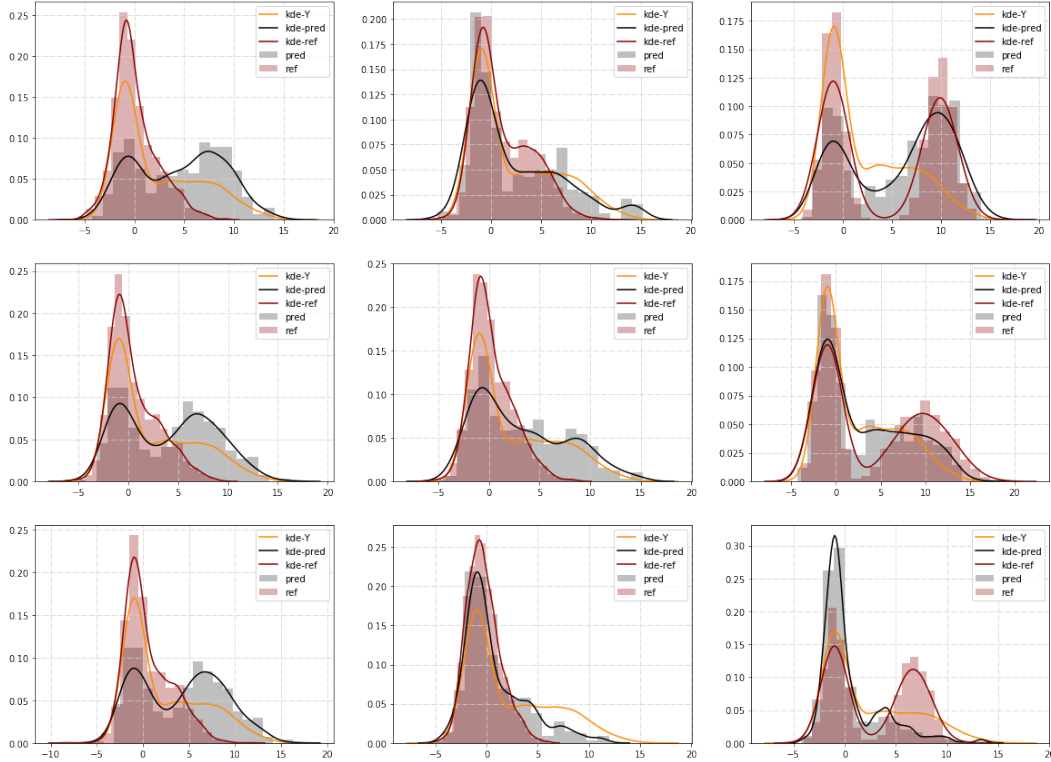 0.25
0.20
0.15
0.10
0.05
0.00
−5
0
5
10
15
20
kde-Y
kde-pred
kde-ref
pred
ref
0.200
0.175
0.150
0.125
0.100
0.075
0.050
0.025
0.000
−5
0
5
10
15
20
kde-Y
kde-pred
kde-ref
pred
ref
0.175
0.150
0.125
0.100
0.075
0.050
0.025
0.000
−5
0
5
10
15
20
kde-Y
kde-pred
kde-ref
pred
ref
0.25
0.20
0.15
0.10
0.05
0.00
−5
0
5
10
15
20
kde-Y
kde-pred
kde-ref
pred
ref
0.25
0.20
0.15
0.10
0.05
0.00
−5
0
5
10
15
20
kde-Y
kde-pred
kde-ref
pred
ref
0.175
0.150
0.125
0.100
0.075
0.050
0.025
0.000
−5
0
5
10
15
20
kde-Y
kde-pred
kde-ref
pred
ref
0.25
0.20
0.15
0.10
0.05
0.00
−10
−5
0
5
10
15
20
kde-Y
kde-pred
kde-ref
pred
ref
0.25
0.20
0.15
0.10
0.05
0.00
−5
0
5
10
15
20
kde-Y
kde-pred
kde-ref
pred
ref
0.30
0.25
0.20
0.15
0.10
0.05
0.00
−5
0
5
10
15
20
kde-Y
kde-pred
kde-ref
pred
ref